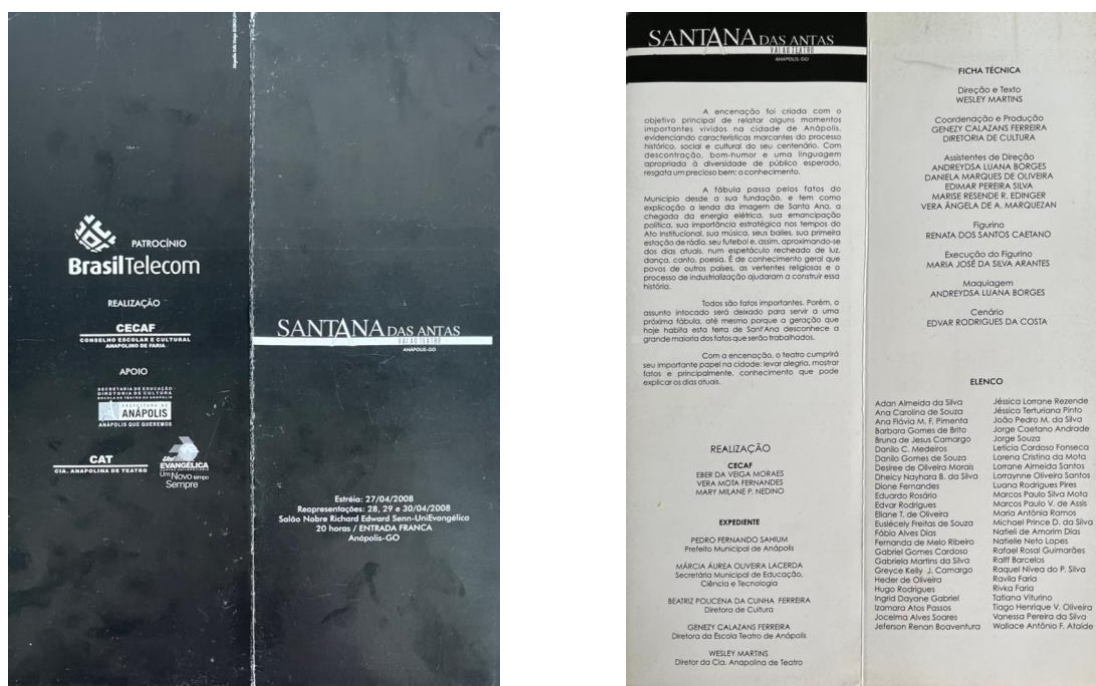 PATROCÍNIO
BrasilTelecom
REALIZAÇÃO
CECAF
CONSELHO ESCOLAR E CULTURAL
ANAPOLINO DE FARIA
APOIO
SECRETARIA DE EDUCAÇÃO
DIRETORIA DE CULTURA
ESCOLA DE TEATRO DE ANÁPOLIS
PREFEITURA DE
ANÁPOLIS
ANÁPOLIS QUE QUEREMOS
CAT
CIA. ANAPOLINA DE TEATRO
Uni
EVANGÉLICA
Um Novo tempo
Sempre
SANTANA DAS ANTAS
VAI AO TEATRO
ANÁPOLIS-GO
Estréia: 27/04/2008
Reapresentações: 28, 29 e 30/04/2008
Salão Nobre Richard Edward Senn-UniEvangélica
20 horas / ENTRADA FRANCA
Anápolis-GO
SANTANA DAS ANTAS
VAI AO TEATRO
ANÁPOLIS-GO
A encenação foi criada com o
objetivo principal de relatar alguns momentos
importantes vividos na cidade de Anápolis,
evidenciando características marcantes do processo
histórico, social e cultural do seu centenário. Com
descontração, bom-humor e uma linguagem
apropriada à diversidade de público esperado,
resgata um precioso bem: o conhecimento.
A fábula passa pelos fatos do
Município desde a sua fundação, e tem como
explicação a lenda da imagem de Santa Ana, a
chegada da energia elétrica, sua emancipação
política, sua importância estratégica nos tempos do
Ato Institucional, sua música, seus bailes, sua primeira
estação de rádio, seu futebol e, assim, aproximando-se
dos dias atuais, num espetáculo recheado de luz,
dança, canto, poesia. É de conhecimento geral que
povos de outros países, as vertentes religiosas e o
processo de industrialização ajudaram a construir essa
história.
Todos são fatos importantes. Porém, o
assunto intocado será deixado para servir a uma
próxima fábula, até mesmo porque a geração que
hoje habita esta terra de Sant'Ana desconhece a
grande maioria dos fatos que serão trabalhados.
Com a encenação, o teatro cumprirá
seu importante papel na cidade: levar alegria, mostrar
fatos e principalmente, conhecimento que pode
explicar os dias atuais.
REALIZAÇÃO
CECAF
EBER DA VEIGA MORAES
VERA MOTA FERNANDES
MARY MILANE P. NEDINO
EXPEDIENTE
PEDRO FERNANDO SAHIUM
Prefeito Municipal de Anápolis
MÁRCIA ÁUREA OLIVEIRA LACERDA
Secretária Municipal de Educação,
Ciência e Tecnologia
BEATRIZ POLICENA DA CUNHA FERREIRA
Diretora de Cultura
GENEZY CALAZANS FERREIRA
Diretora da Escola Teatro de Anápolis
WESLEY MARTINS
Diretor da Cia. Anapolina de Teatro
FICHA TÉCNICA
Direção e Texto
WESLEY MARTINS
Coordenação e Produção
GENEZY CALAZANS FERREIRA
DIRETORIA DE CULTURA
Assistentes de Direção
ANDREYDSA LUANA BORGES
DANIELA MARQUES DE OLIVEIRA
EDIMAR PEREIRA SILVA
MARISE RESENDE R. EDINGER
VERA ÂNGELA DE A. MARQUEZAN
Figurino
RENATA DOS SANTOS CAETANO
Execução do Figurino
MARIA JOSÉ DA SILVA ARANTES
Maquiagem
ANDREYDSA LUANA BORGES
Cenário
EDVAR RODRIGUES DA COSTA
ELENCO
Adan Almeida da Silva
Ana Carolina de Souza
Ana Flávia M. F. Pimenta
Barbara Gomes de Brito
Bruna de Jesus Camargo
Danilo C. Medeiros
Danilo Gomes de Souza
Desiree de Oliveira Morais
Dheicy Nayhara B. da Silva
Dione Fernandes
Eduardo Rosário
Edvar Rodrigues
Eliane T. de Oliveira
Euslécely Freitas de Souza
Fábio Alves Dias
Fernanda de Melo Ribeiro
Gabriel Gomes Cardoso
Gabriela Martins da Silva
Greyce Kelly J. Camargo
Heder de Oliveira
Hugo Rodrigues
Ingrid Dayane Gabriel
Izamara Atos Passos
Jocelma Alves Soares
Jeferson Renan Boaventura
Jéssica Lorrane Rezende
Jéssica Terturiana Pinto
João Pedro M. da Silva
Jorge Caetano Andrade
Jorge Souza
Leticia Cardoso Fonseca
Lorena Cristina da Mota
Lorrane Almeida Santos
Lorraynne Oliveira Santos
Luana Rodrigues Pires
Marcos Paulo Silva Mota
Marcos Paulo V. de Assis
Maria Antônia Ramos
Michael Prince D. da Silva
Natieli de Amorim Dias
Natielle Neto Lopes
Rafael Rosal Guimarães
Ralff Barcelos
Raquel Nívea do P. Silva
Ravila Faria
Rivka Faria
Tatiana Viturino
Tiago Henrique V. Oliveira
Vanessa Pereira da Silva
Wallace Antônio F. Ataíde